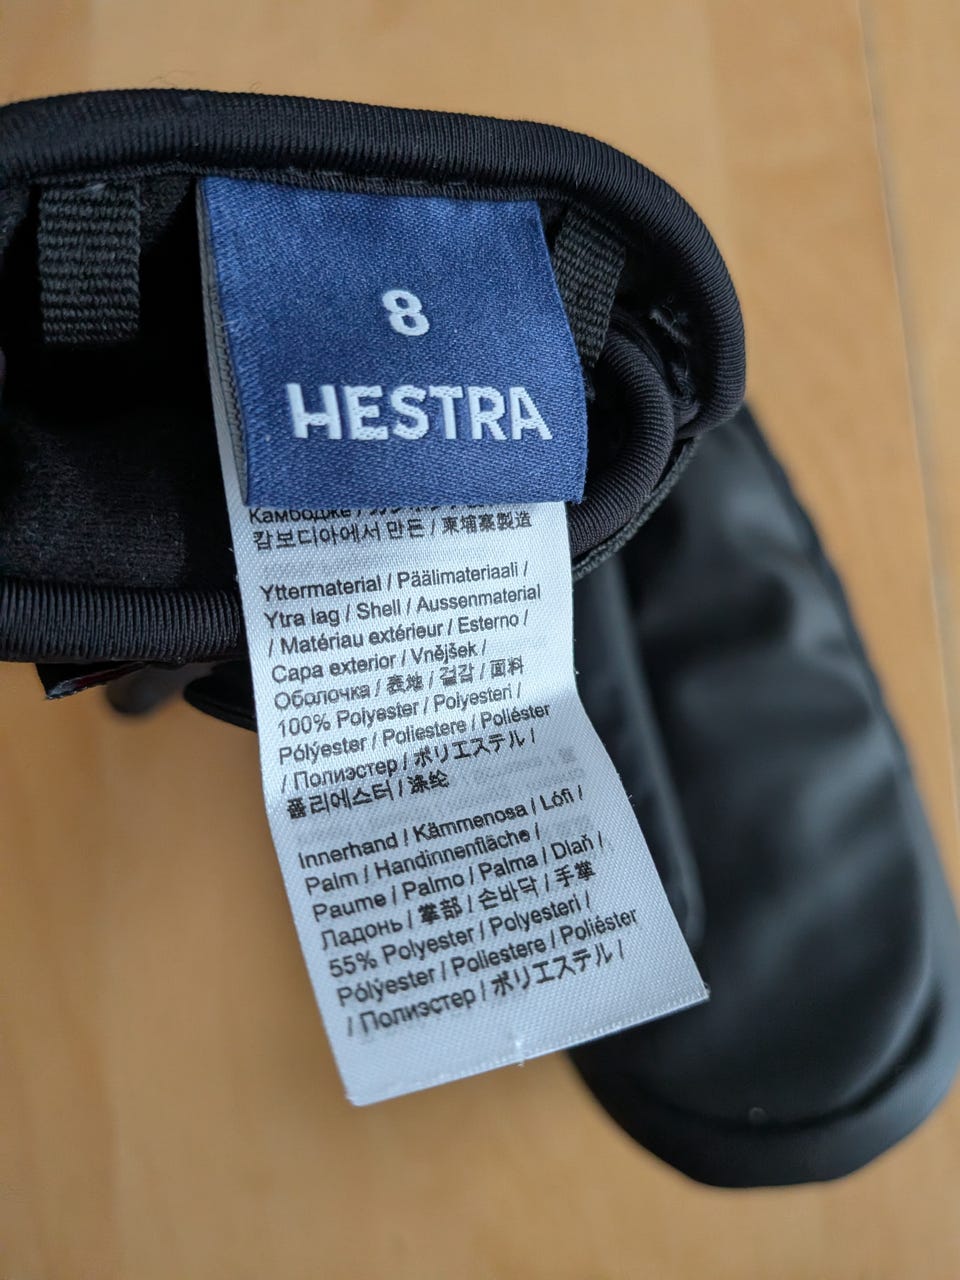 8
HESTRA
Камбодже /
캄보디아에서 만든 / 柬埔寨製造
Yttermaterial / Päälimateriaali /
Ytra lag / Shell / Aussenmaterial
/ Matériau extérieur / Esterno /
Capa exterior / Vnějšek /
Оболочка / 表地 / 겉감 / 面料
100% Polyester / Polyesteri /
Pólýester / Poliestere / Poliéster
/ Полиэстер / ポリエステル /
폴리에스터 / 涤纶
Innerhand / Kämmenosa / Lófi /
Palm / Handinnenfläche /
Paume / Palmo / Palma / Dlaň /
Ладонь / 掌部 / 손바닥 / 手掌
55% Polyester / Polyesteri /
Pólýester / Poliestere / Poliéster
/ Полиэстер / ポリエステル /